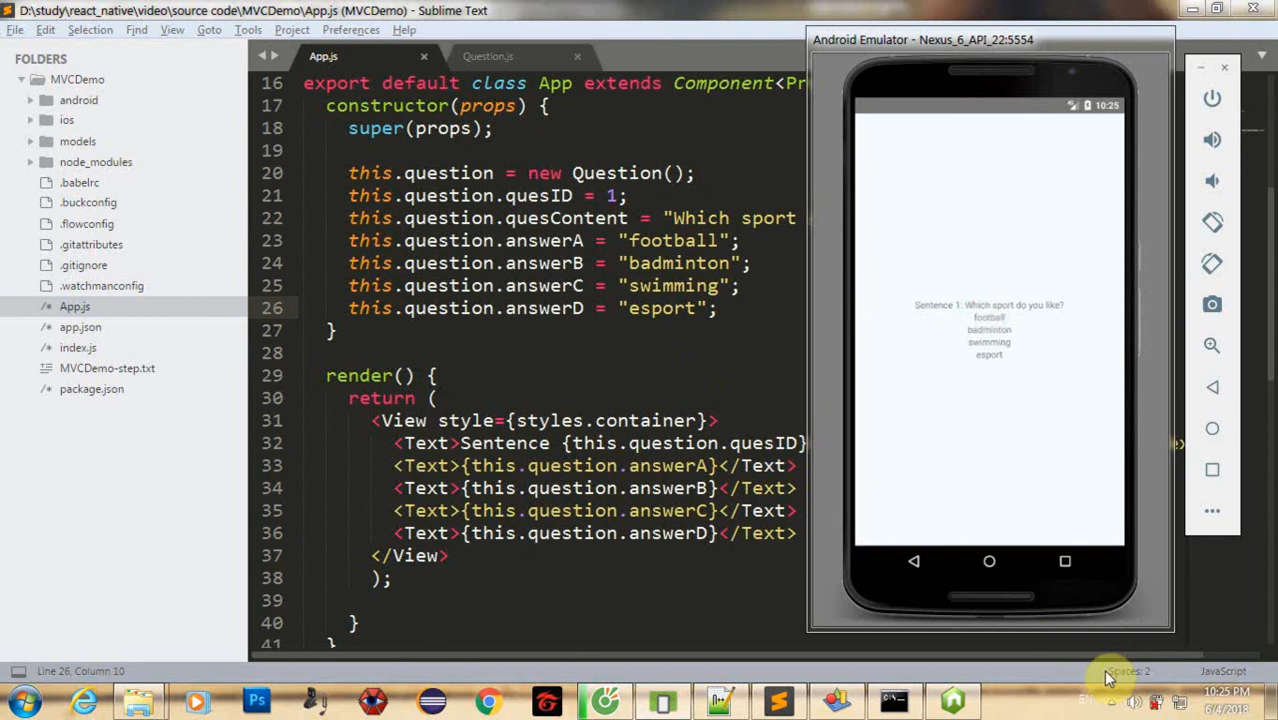 D:\study\react_native\video\source code\MVCDemo\App.js (MVCDemo) - Sublime Text
File Edit Selection Find View Goto Tools Project Preferences Help
FOLDERS
MVCDemo
android
ios
models
node_modules
.babelrc
.buckconfig
.flowconfig
.gitattributes
.gitignore
.watchmanconfig
App.js
app.json
index.js
MVCDemo-step.txt
package.json
App.js
Question.js
16 export default class App extends Component<Pr
17 constructor(props) {
18 super(props);
19
20 this.question = new Question();
21 this.question.quesID = 1;
22 this.question.quesContent = "Which sport
23 this.question.answerA = "football";
24 this.question.answerB = "badminton";
25 this.question.answerC = "swimming";
26 this.question.answerD = "esport";
27 }
28
29 render() {
30 return (
31 <View style={styles.container}>
32 <Text>Sentence {this.question.quesID}
33 <Text>{this.question.answerA}</Text>
34 <Text>{this.question.answerB}</Text>
35 <Text>{this.question.answerC}</Text>
36 <Text>{this.question.answerD}</Text>
37 </View>
38 );
39
40 }
41 }
Android Emulator - Nexus_6_API_22:5554
10:25
Sentence 1: Which sport do you like?
football
badminton
swimming
esport
Line 26, Column 10
Spaces: 2
JavaScript
Ps
EN
10:25 PM
6/4/2018